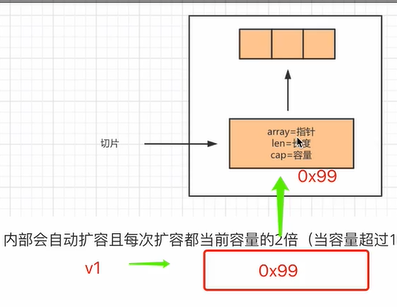 array=指针
切片
len=长度
cap=容量
0x99
内部会自动扩容且每次扩容都当前容量的2倍（当容量超过1
v1
0x99